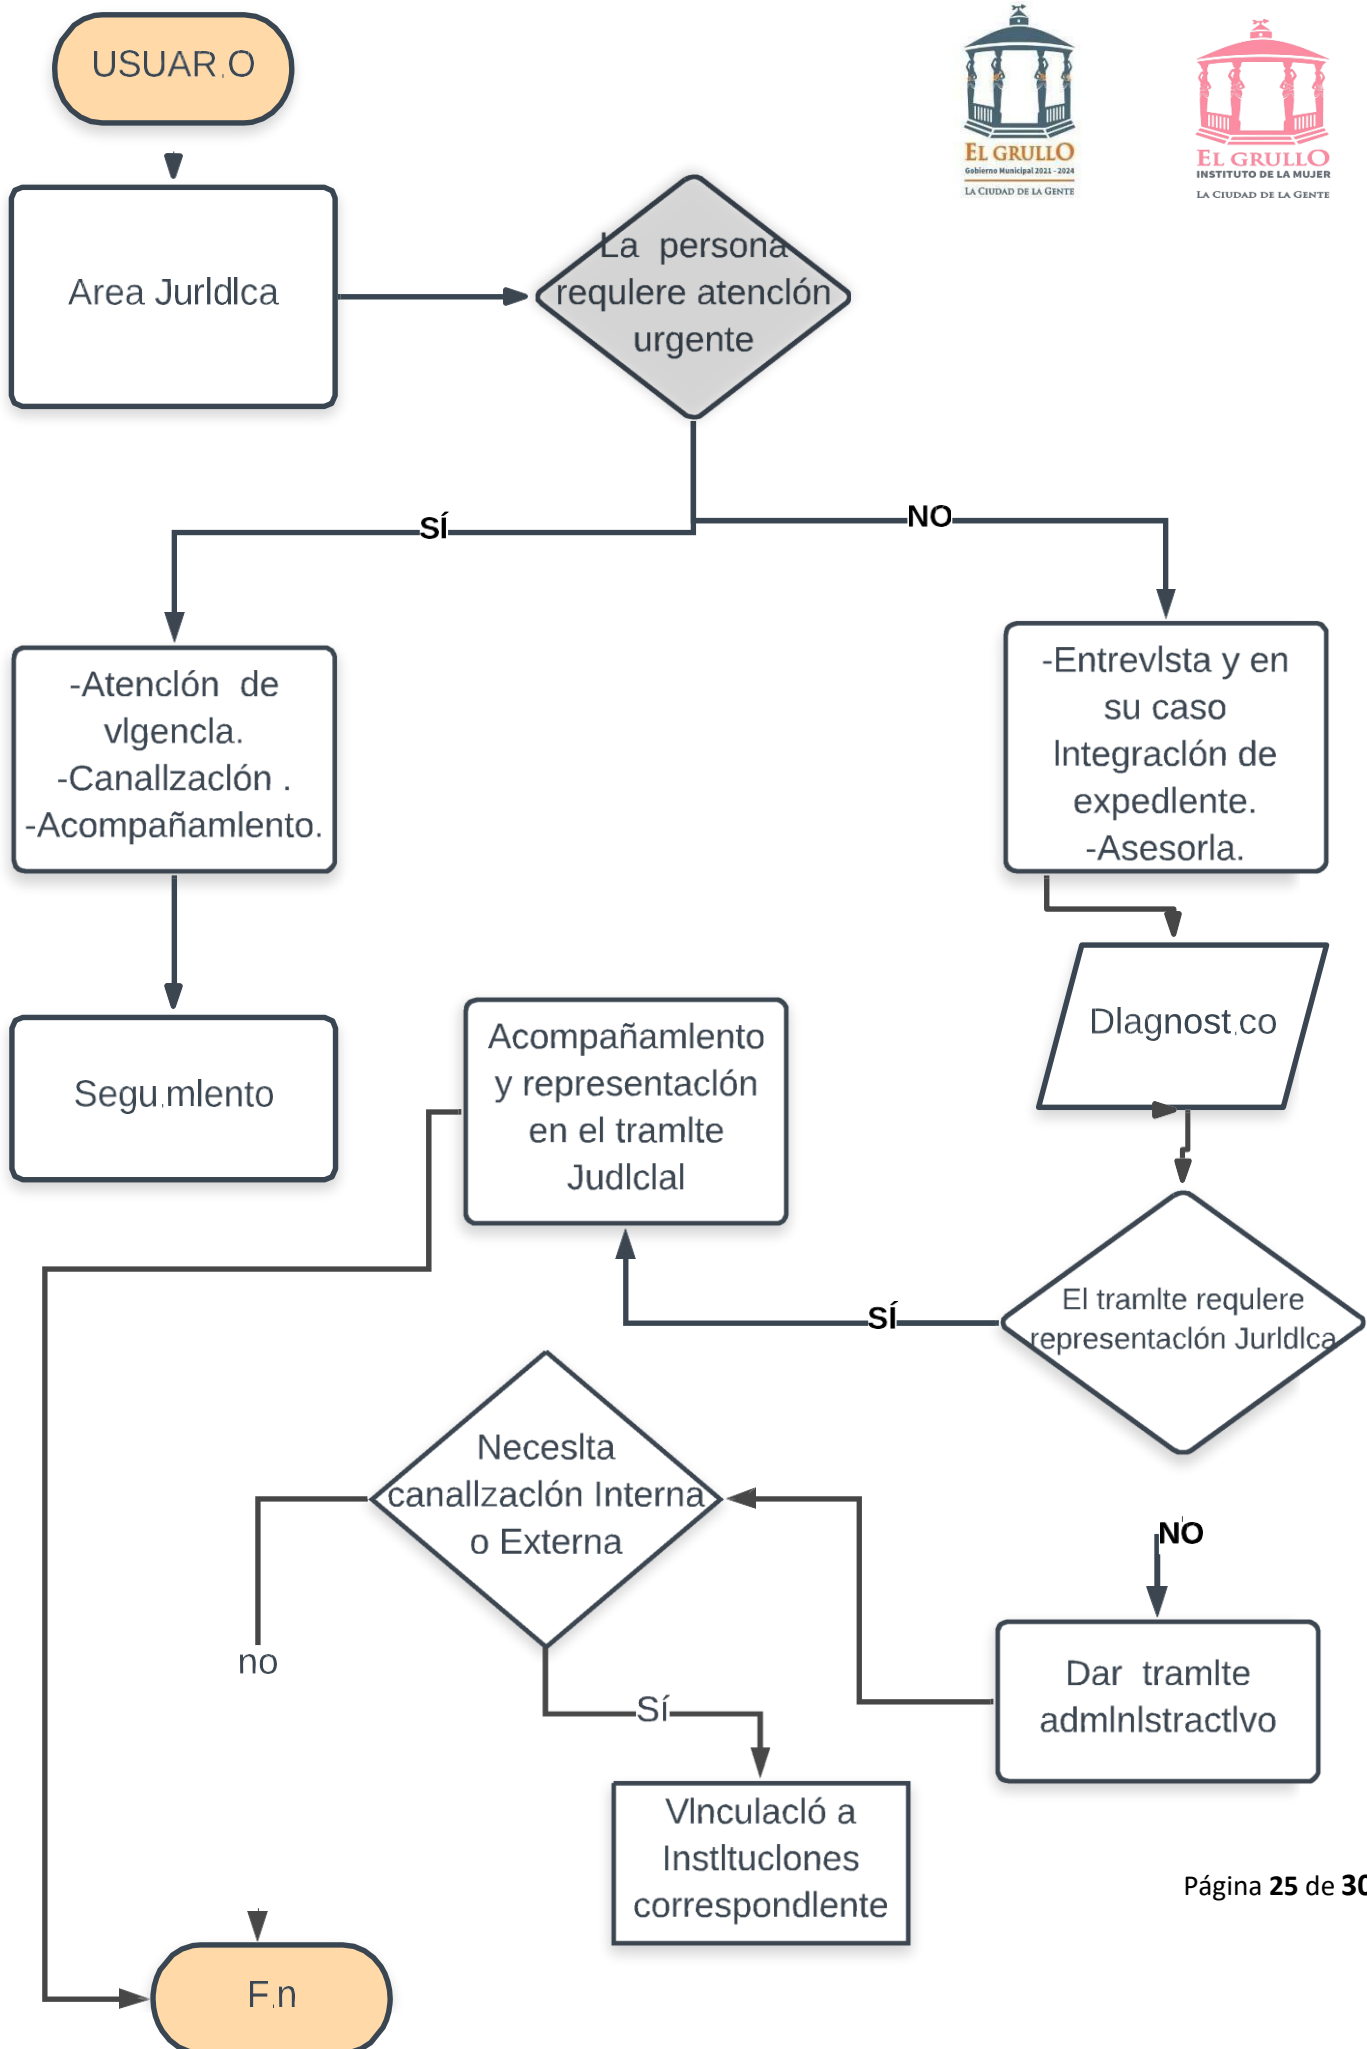 USUAR.O
EL GRULLO
Gobierno Municipal 2021 - 2024
LA CIUDAD DE LA GENTE
EL GRULLO
INSTITUTO DE LA MUJER
LA CIUDAD DE LA GENTE
Area Jurldlca
La persona
requlere atenclón
urgente
SÍ
NO
-Atenclón de
vlgencla.
-Canallzaclón .
-Acompañamlento.
-Entrevlsta y en
su caso
lntegraclón de
expedlente.
-Asesorla.
Dlagnost.co
Segu.mlento
Acompañamlento
y representaclón
en el tramlte
Judlclal
El tramlte requlere
representaclón Jurldlca
SÍ
Neceslta
canallzaclón Interna
o Externa
NO
no
Sí
Dar tramlte
admlnlstractlvo
Vlnculacló a
Instltuclones
correspondlente
Página 25 de 30
F.n